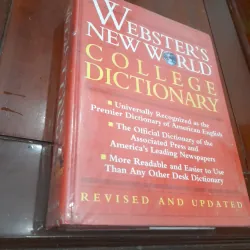 WEBSTER'S
NEW WORLD
COLLEGE
DICTIONARY
■ Universally Recognized as the
Premier Dictionary of American English
■ The Official Dictionary of the
Associated Press and
America's Leading Newspapers
■ More Readable and Easier to Use
Than Any Other Desk Dictionary
REVISED AND UPDATED